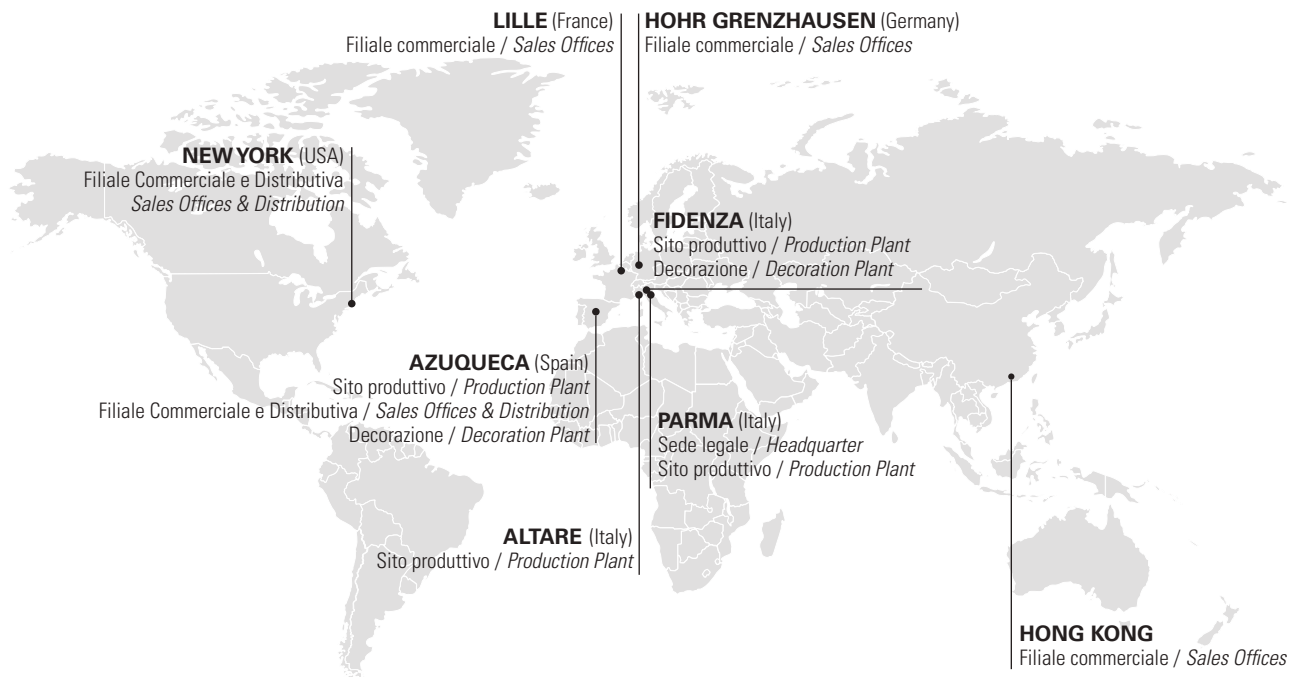 LILLE (France)
Filiale commerciale / Sales Offices
HOHR GRENZHAUSEN (Germany)
Filiale commerciale / Sales Offices
NEW YORK (USA)
Filiale Commerciale e Distributiva
Sales Offices & Distribution
FIDENZA (Italy)
Sito produttivo / Production Plant
Decorazione / Decoration Plant
AZUQUECA (Spain)
Sito produttivo / Production Plant
Filiale Commerciale e Distributiva / Sales Offices & Distribution
Decorazione / Decoration Plant
PARMA (Italy)
Sede legale / Headquarter
Sito produttivo / Production Plant
ALTARE (Italy)
Sito produttivo / Production Plant
HONG KONG
Filiale commerciale / Sales Offices